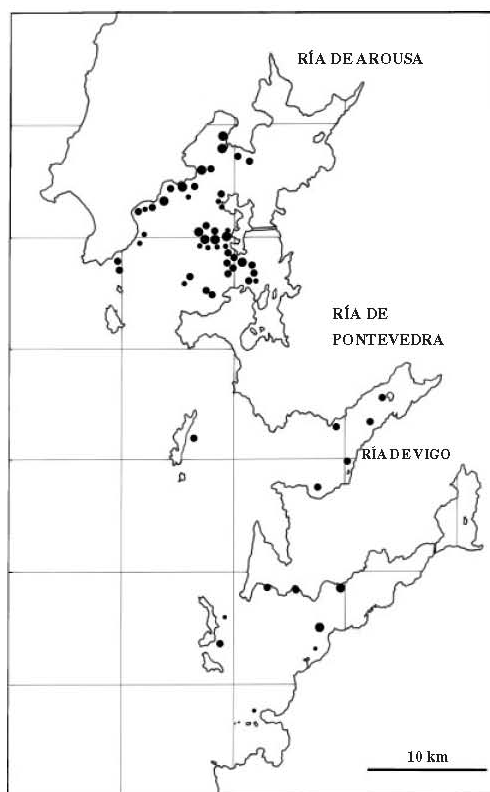 RÍA DE AROUSA
RÍA DE
PONTEVEDRA
RÍA DE VIGO
10 km